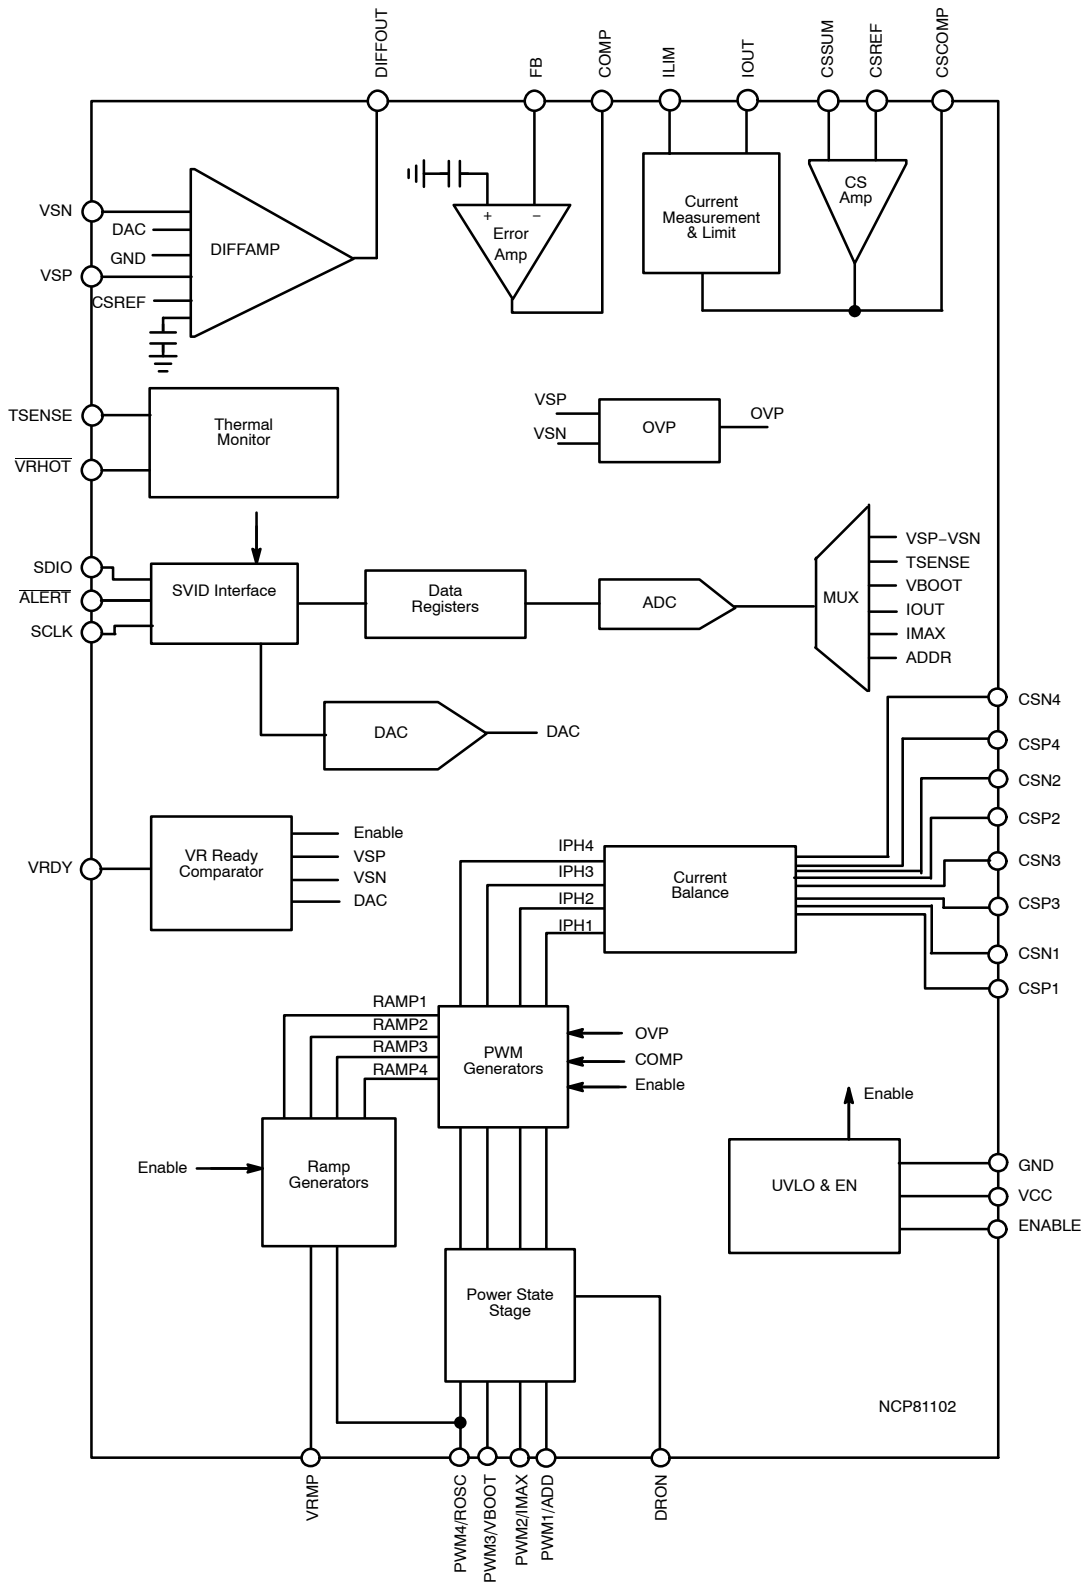 DIFFOUT
FB
COMP
ILIM
IOUT
CSSUM
CSREF
CSCOMP
VSN
DAC
GND
VSP
CSREF
DIFFAMP
+
−
Error
Amp
Current
Measurement
& Limit
CS
Amp
TSENSE
VRHOT
Thermal
Monitor
VSP
VSN
OVP
OVP
SDIO
ALERT
SCLK
SVID Interface
Data
Registers
ADC
MUX
VSP−VSN
TSENSE
VBOOT
IOUT
IMAX
ADDR
DAC
DAC
CSN4
CSP4
CSN2
CSP2
CSN3
CSP3
CSN1
CSP1
VRDY
VR Ready
Comparator
Enable
VSP
VSN
DAC
IPH4
IPH3
IPH2
IPH1
Current
Balance
RAMP1
RAMP2
RAMP3
RAMP4
PWM
Generators
OVP
COMP
Enable
Enable
Ramp
Generators
Enable
UVLO & EN
GND
VCC
ENABLE
Power State
Stage
NCP81102
VRMP
PWM4/ROSC
PWM3/VBOOT
PWM2/IMAX
PWM1/ADD
DRON